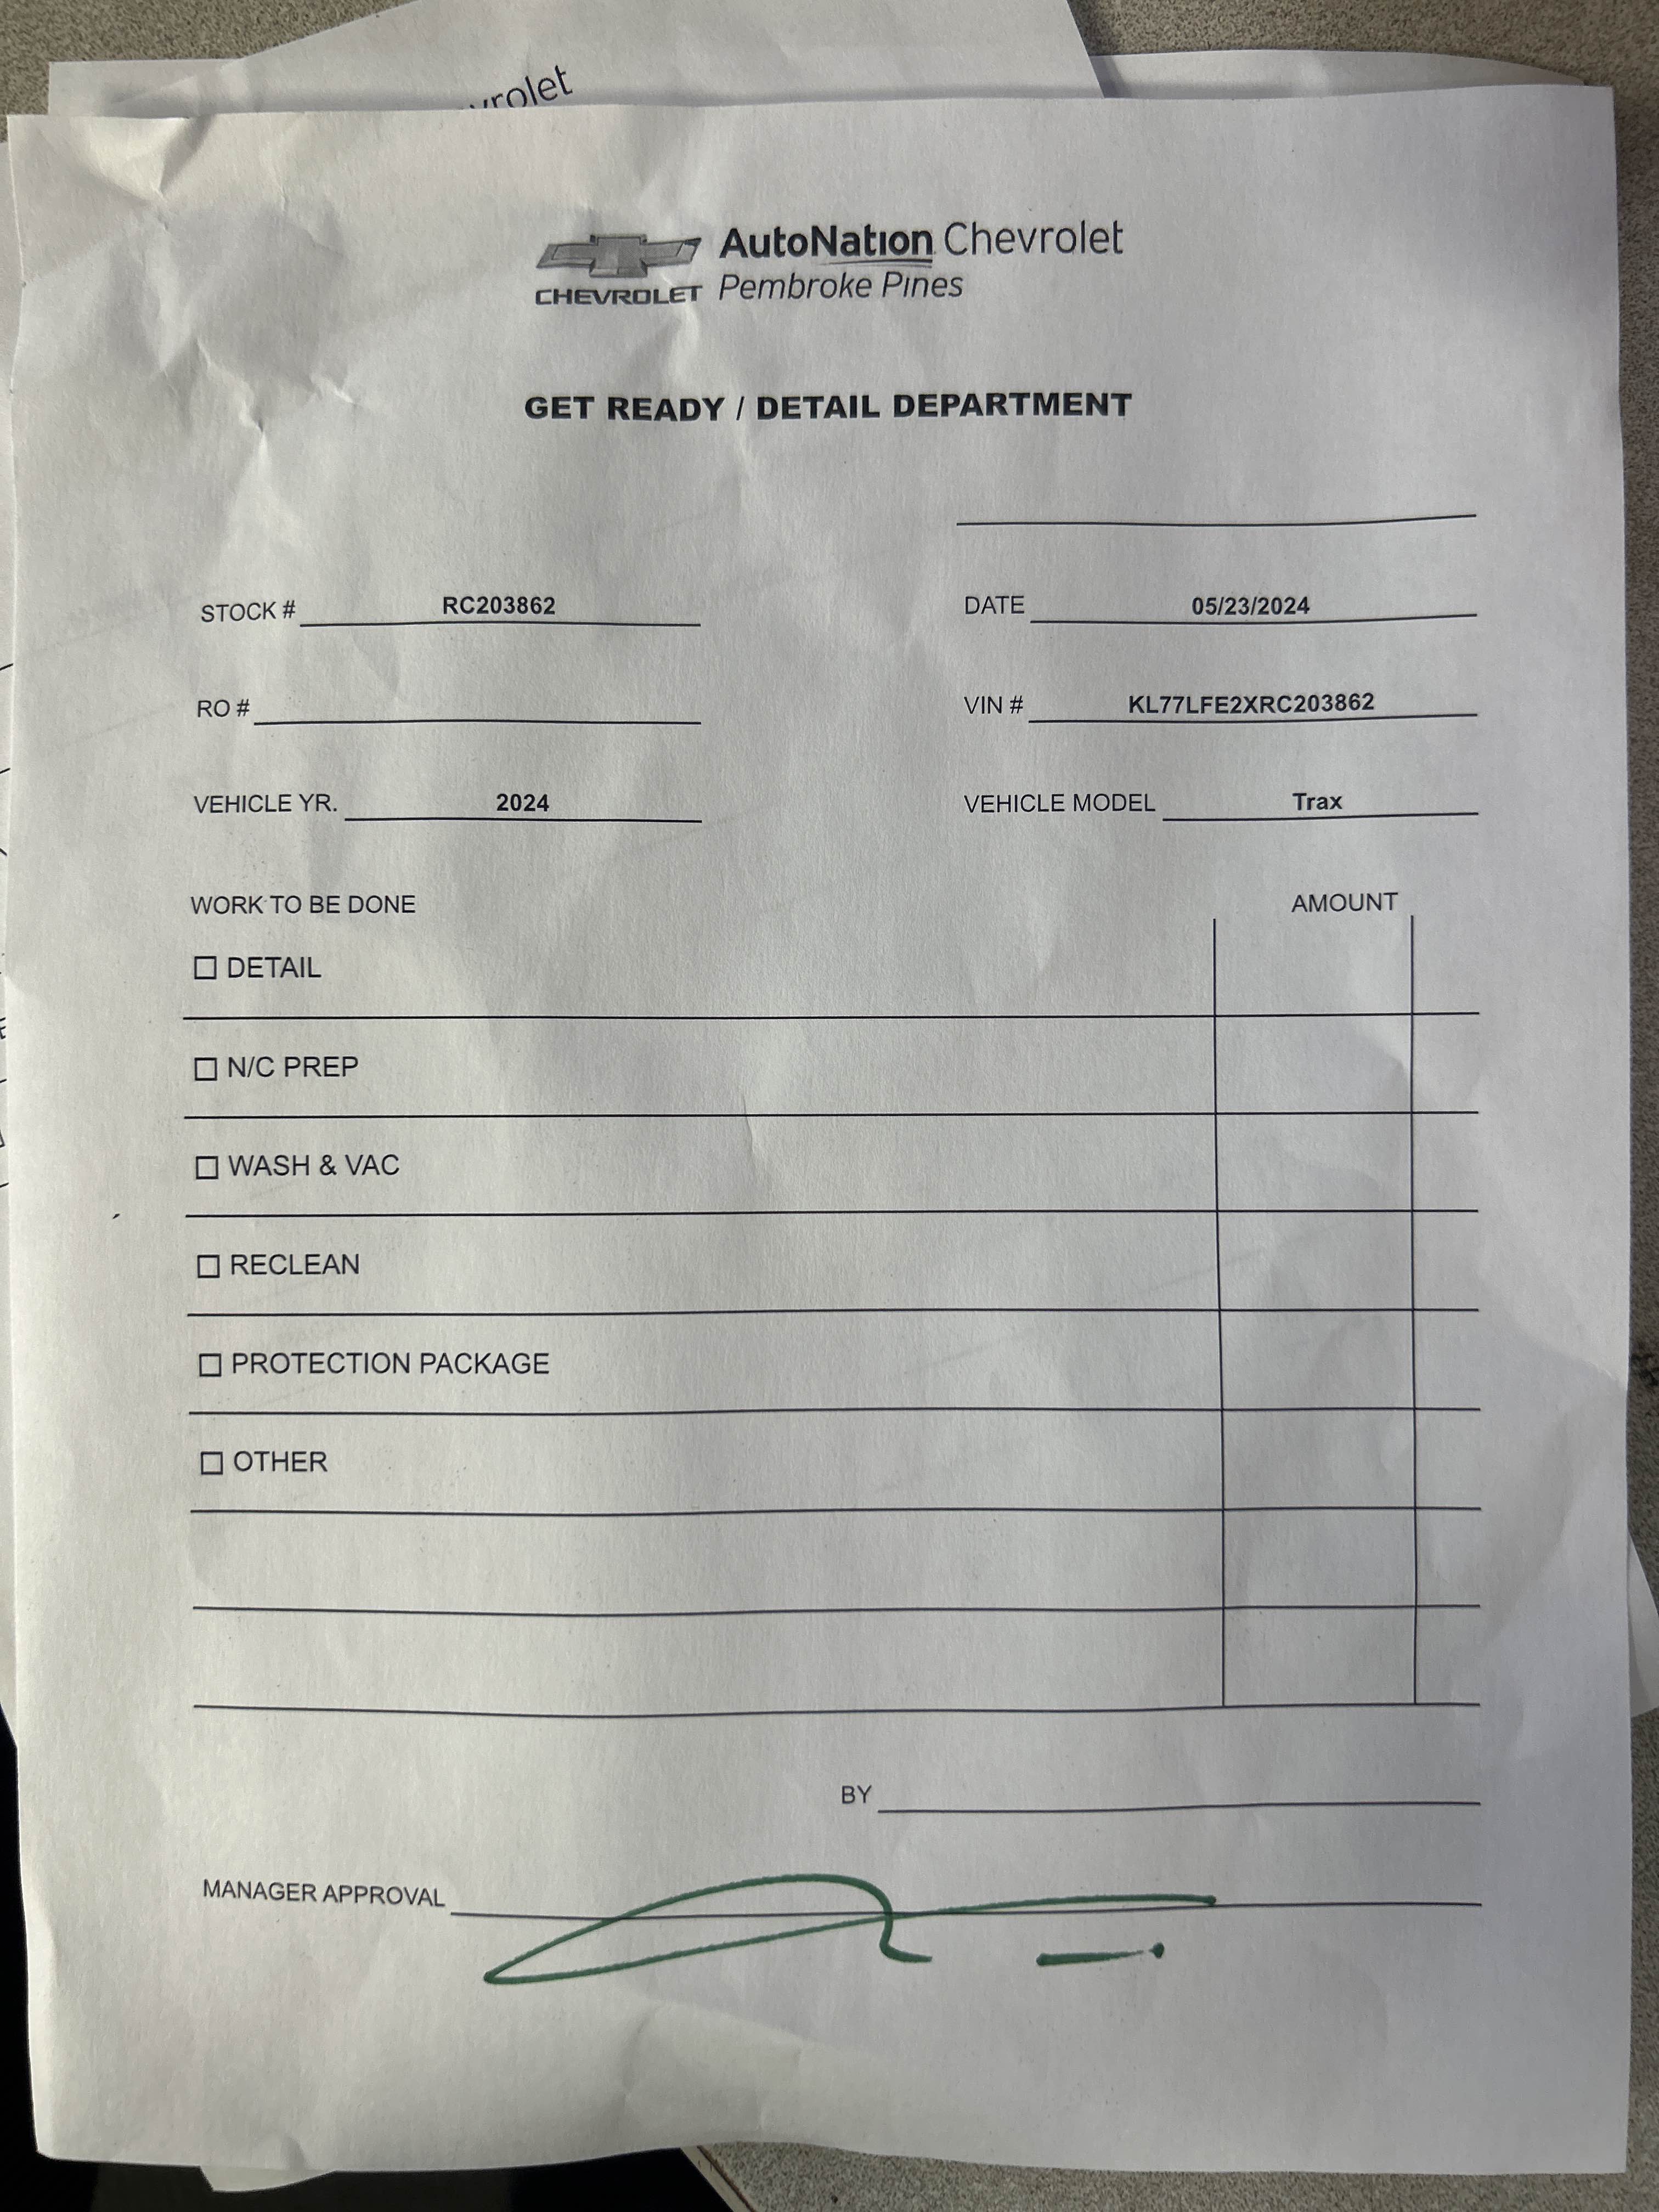 vrolet
AutoNation Chevrolet
CHEVROLET Pembroke Pines
GET READY / DETAIL DEPARTMENT
STOCK # RC203862 DATE 05/23/2024
RO # VIN # KL77LFE2XRC203862
VEHICLE YR. 2024 VEHICLE MODEL Trax
WORK TO BE DONE AMOUNT
DETAIL
N/C PREP
WASH & VAC
RECLEAN
PROTECTION PACKAGE
OTHER
BY
MANAGER APPROVAL